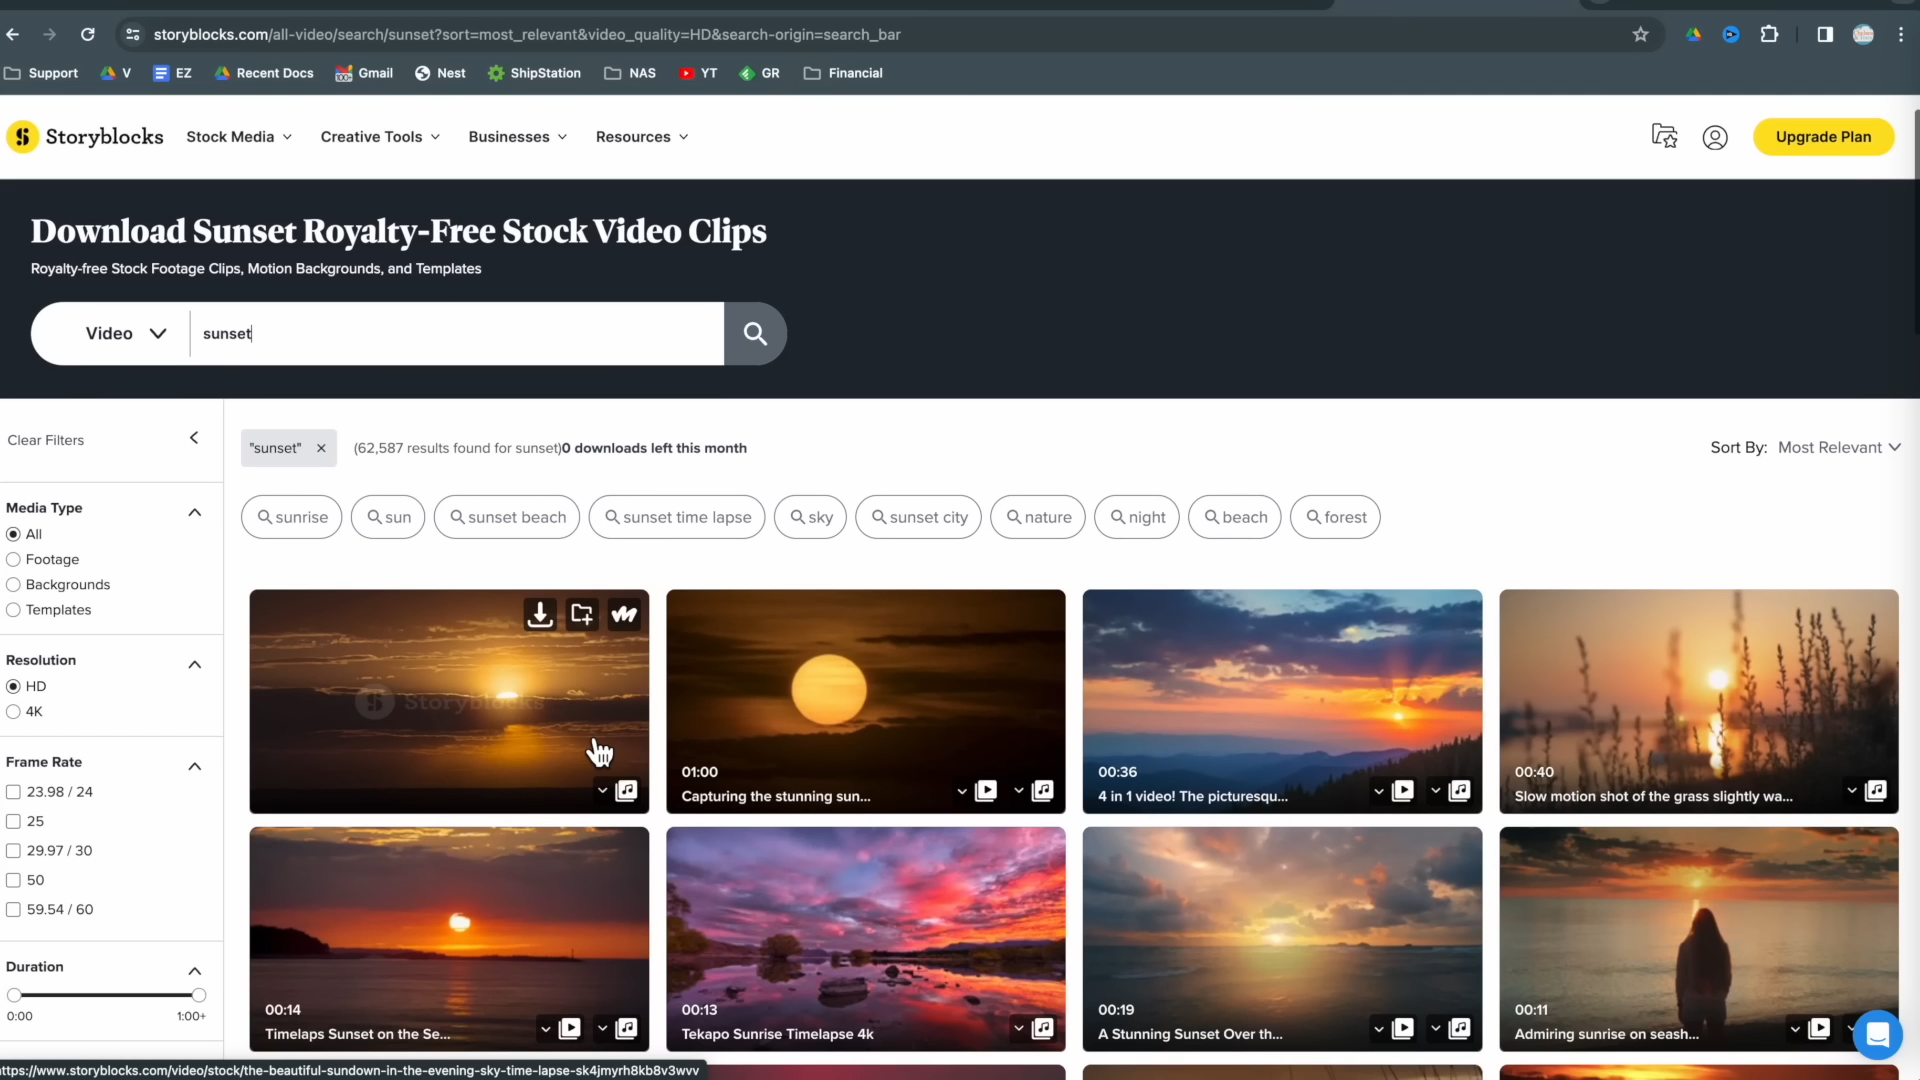 storyblocks.com/all-video/search/sunset?sort=most_relevant&video_quality=HD&search-origin=search_bar
Support V EZ Recent Docs Gmail Nest ShipStation NAS YT GR Financial
Storyblocks Stock Media Creative Tools Businesses Resources Upgrade Plan
Download Sunset Royalty-Free Stock Video Clips
Royalty-free Stock Footage Clips, Motion Backgrounds, and Templates
Video sunset
Clear Filters
"sunset" × (62,587 results found for sunset)0 downloads left this month
Sort By: Most Relevant
sunrise sun sunset beach sunset time lapse sky sunset city nature night beach forest
Media Type
All
Footage
Backgrounds
Templates
Resolution
HD
4K
Frame Rate
23.98 / 24
25
29.97 / 30
50
59.54 / 60
Duration
0:00 1:00+
Storyblocks
01:00
Capturing the stunning sun...
00:36
4 in 1 video! The picturesqu...
00:40
Slow motion shot of the grass slightly wa...
00:14
Timelaps Sunset on the Se...
00:13
Tekapo Sunrise Timelapse 4k
00:19
A Stunning Sunset Over th...
00:11
Admiring sunrise on seash...
ttps://www.storyblocks.com/video/stock/the-beautiful-sundown-in-the-evening-sky-time-lapse-sk4jmyrh8kb8v3wvv